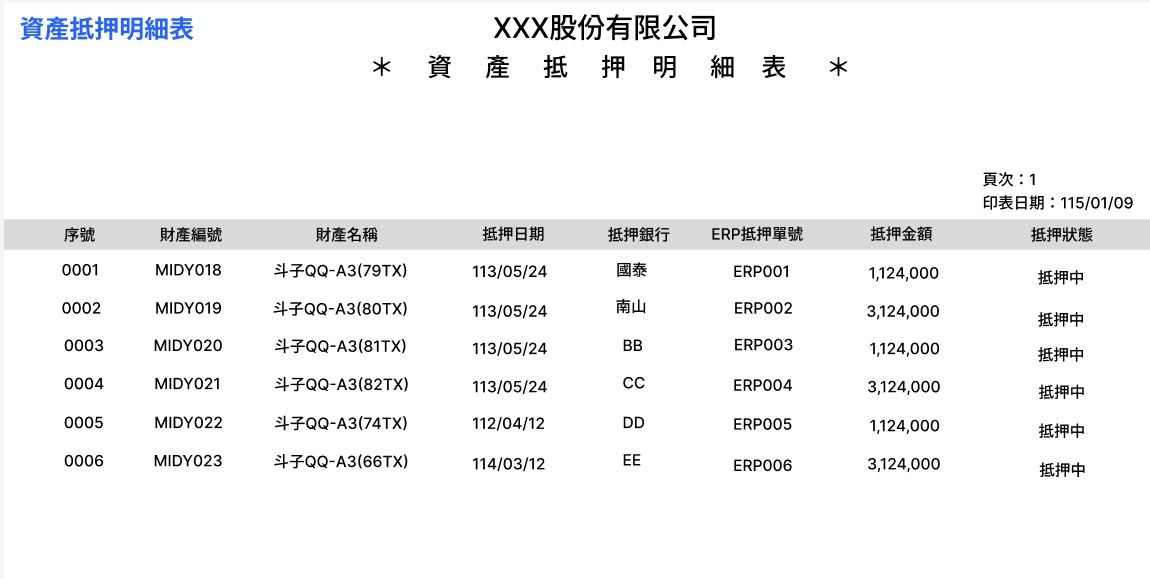 資產抵押明細表
XXX股份有限公司
＊ 資 產 抵 押 明 細 表 ＊
頁次：1
印表日期：115/01/09
序號 財產編號 財產名稱 抵押日期 抵押銀行 ERP抵押單號 抵押金額 抵押狀態
0001 MIDY018 斗子QQ-A3(79TX) 113/05/24 國泰 ERP001 1,124,000 抵押中
0002 MIDY019 斗子QQ-A3(80TX) 113/05/24 南山 ERP002 3,124,000 抵押中
0003 MIDY020 斗子QQ-A3(81TX) 113/05/24 BB ERP003 1,124,000 抵押中
0004 MIDY021 斗子QQ-A3(82TX) 113/05/24 CC ERP004 3,124,000 抵押中
0005 MIDY022 斗子QQ-A3(74TX) 112/04/12 DD ERP005 1,124,000 抵押中
0006 MIDY023 斗子QQ-A3(66TX) 114/03/12 EE ERP006 3,124,000 抵押中